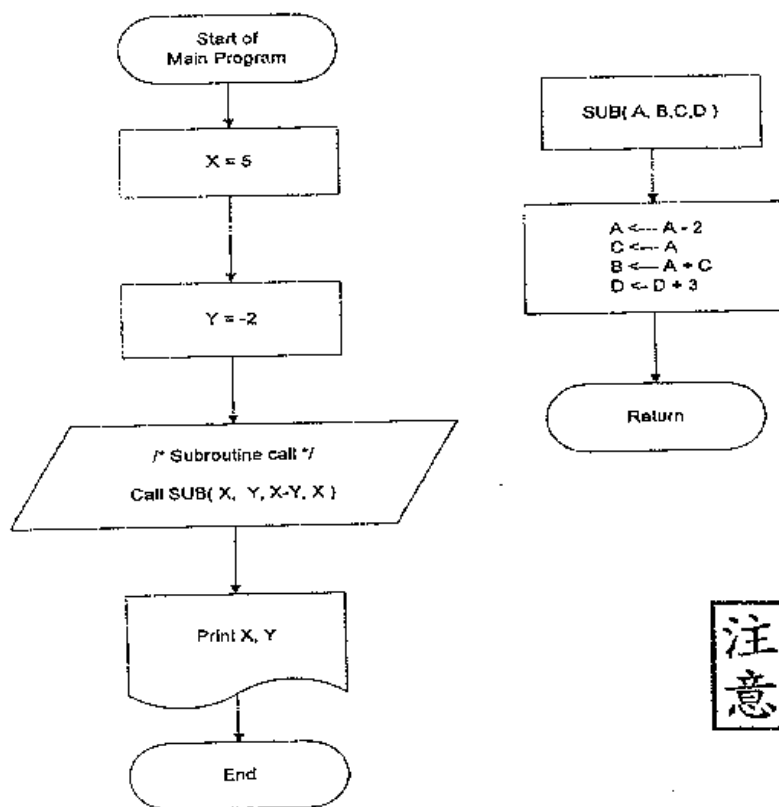 Start of
Main Program
X = 5
Y = -2
/* Subroutine call */
Call SUB( X, Y, X-Y, X )
Print X, Y
End
SUB( A, B,C,D )
A <--- A - 2
C <--- A
B <--- A + C
D <-- D + 3
Return
注
意